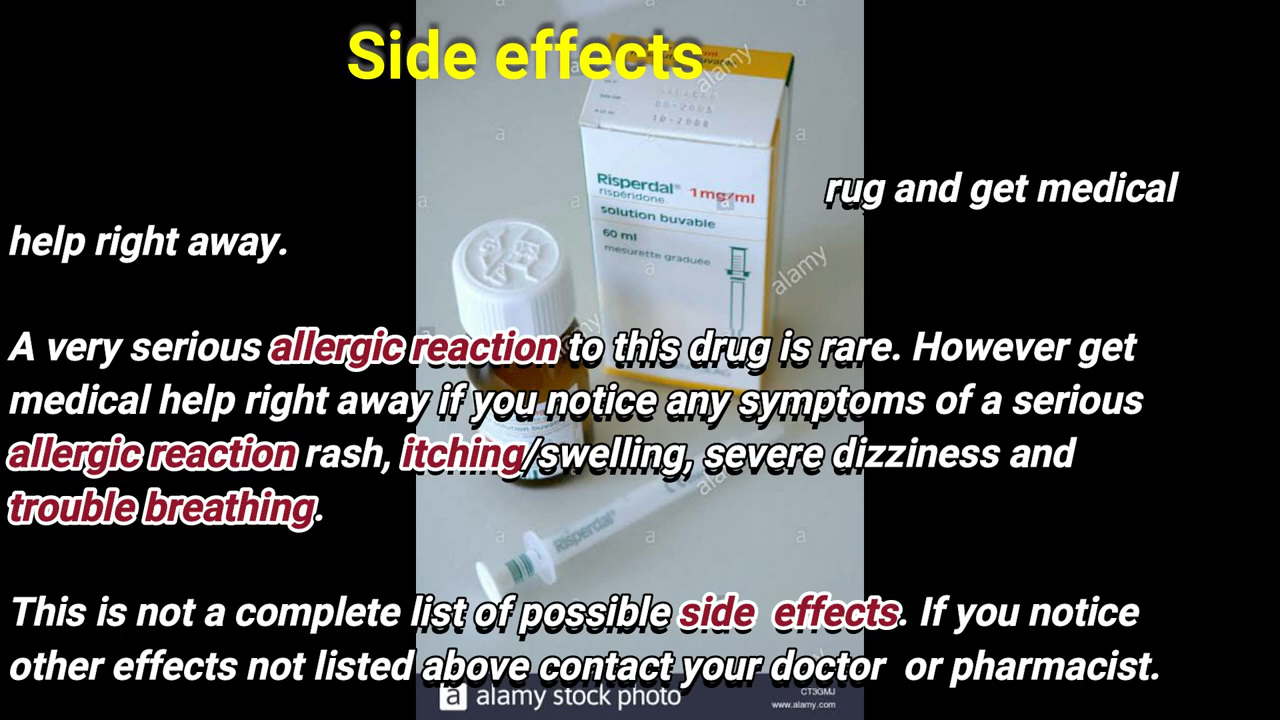 Side effects
alamy
Risperdal® 1mg/ml
rispéridone
solution buvable
60 ml
mesurette graduée
rug and get medical
help right away.
alamy
A very serious allergic reaction to this drug is rare. However get
medical help right away if you notice any symptoms of a serious
allergic reaction rash, itching/swelling, severe dizziness and
trouble breathing.
Risperdal®
This is not a complete list of possible side effects. If you notice
other effects not listed above contact your doctor or pharmacist.
a alamy stock photo
CT3GMJ
www.alamy.com